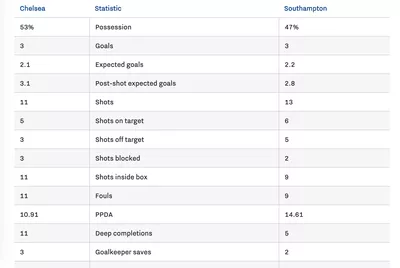 Chelsea Statistic Southampton
53% Possession 47%
3 Goals 3
2.1 Expected goals 2.2
3.1 Post-shot expected goals 2.8
11 Shots 13
5 Shots on target 6
3 Shots off target 5
3 Shots blocked 2
11 Shots inside box 9
11 Fouls 9
10.91 PPDA 14.61
11 Deep completions 5
3 Goalkeeper saves 2